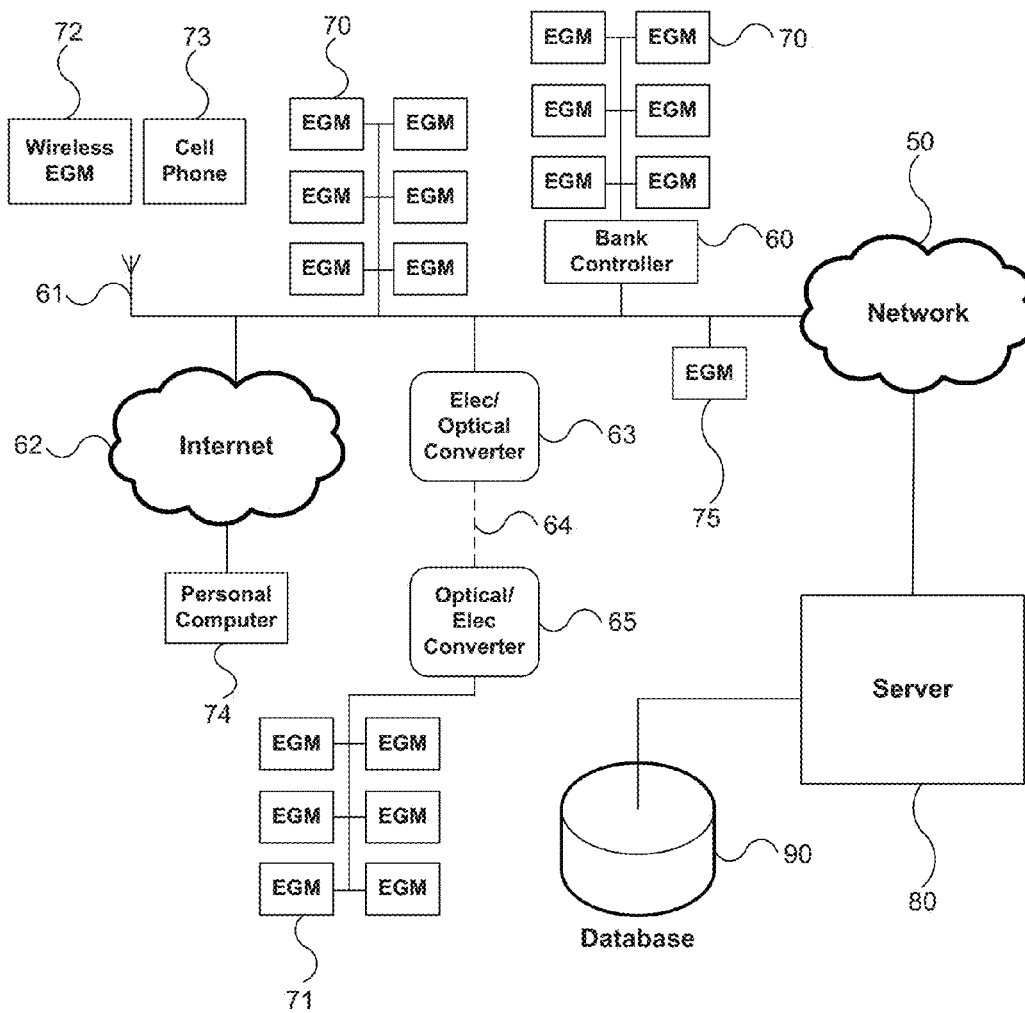 72
73
70
EGM
EGM
70
Wireless
EGM
Cell
Phone
EGM
EGM
EGM
EGM
EGM
EGM
EGM
EGM
50
EGM
EGM
Bank
Controller
60
61
Network
EGM
62
Internet
Elec/
Optical
Converter
63
75
64
Personal
Computer
Optical/
Elec
Converter
65
74
Server
EGM
EGM
EGM
EGM
EGM
EGM
90
80
Database
71